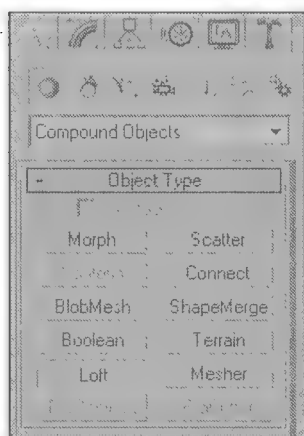 Compound Objects
- Object Type
Morph Scatter
Connect
BlobMesh ShapeMerge
Boolean Terrain
Loft Mesher